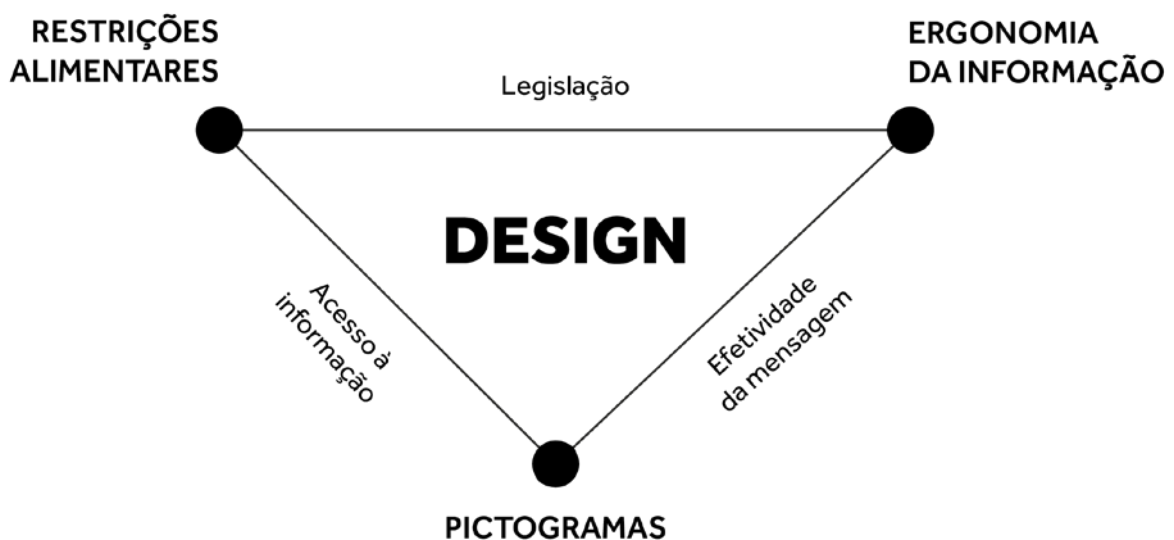 RESTRIÇÕES
ALIMENTARES
ERGONOMIA
DA INFORMAÇÃO
Legislação
DESIGN
Acesso à
informação
Efetividade
da mensagem
PICTOGRAMAS